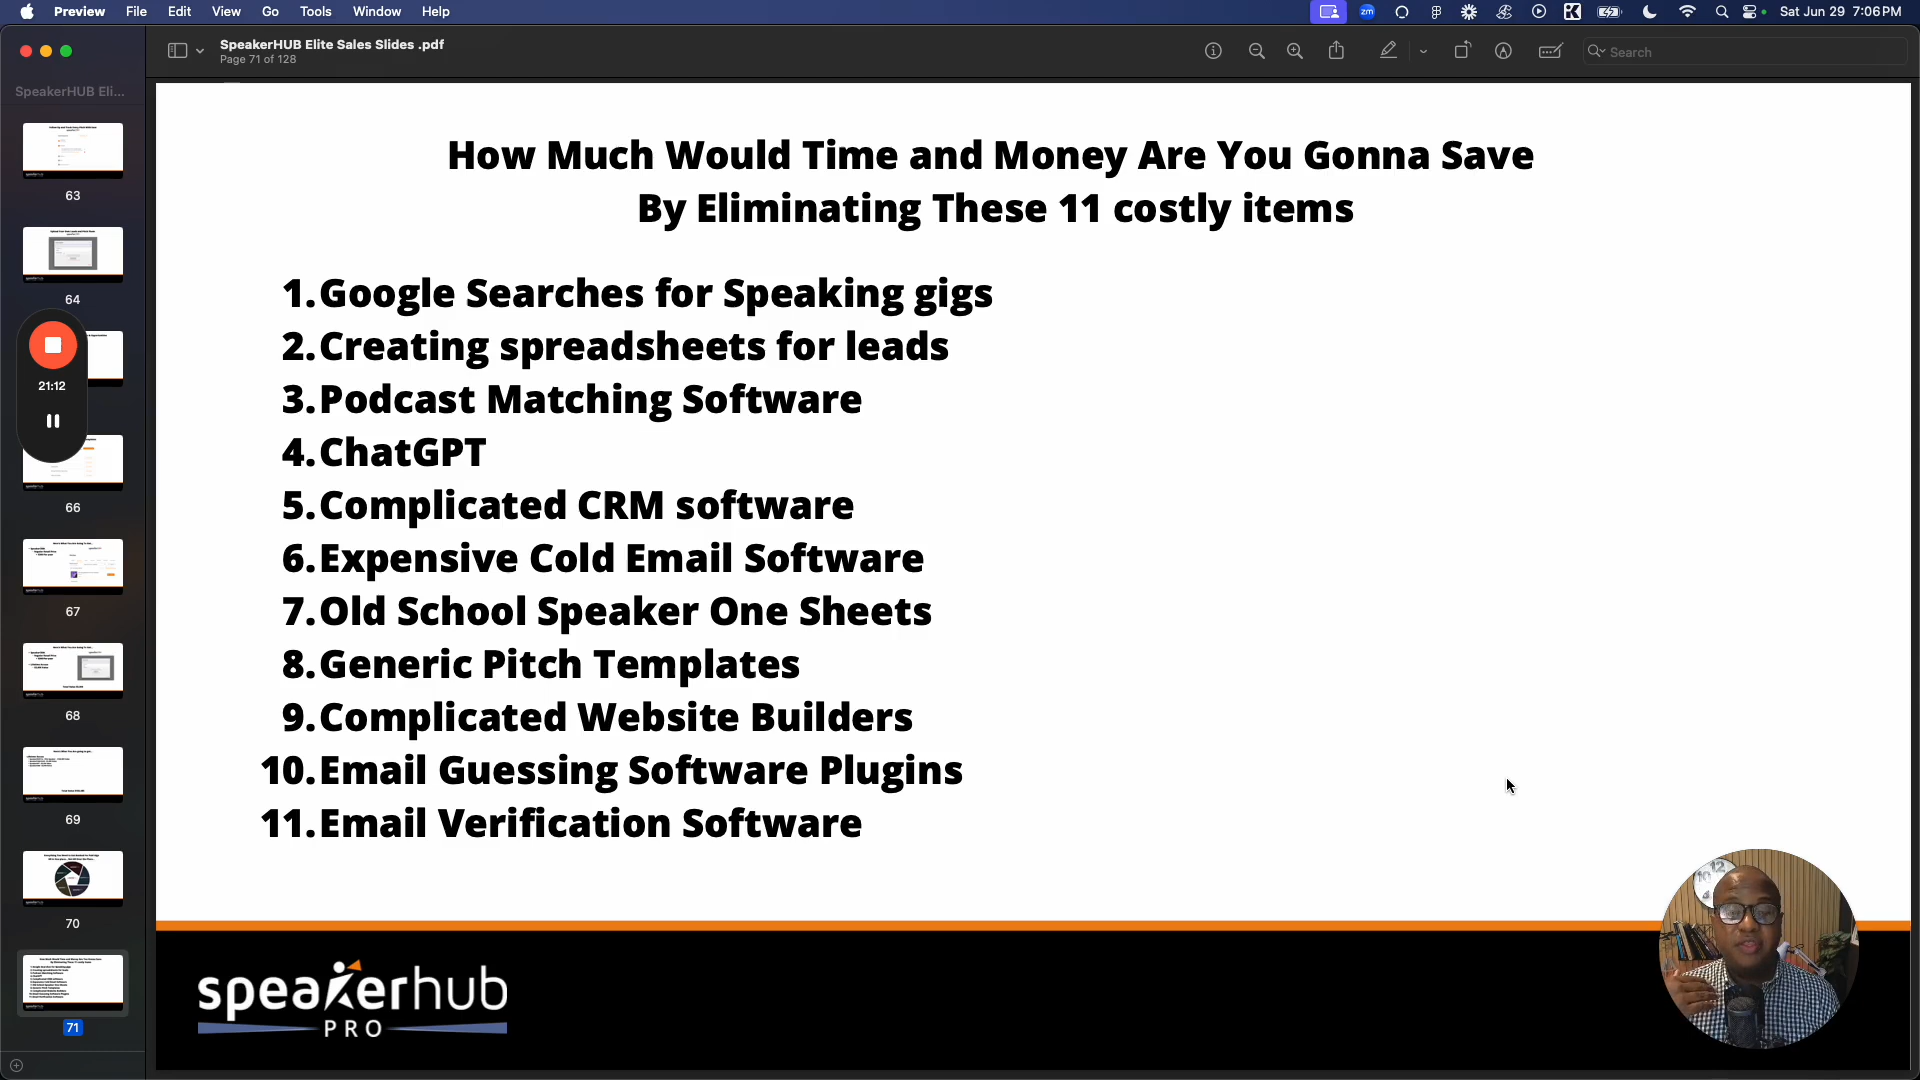 Preview File Edit View Go Tools Window Help
Sat Jun 29 7:06 PM
SpeakerHUB Elite Sales Slides .pdf
Page 71 of 128
Search
SpeakerHUB Eli...
63
64
21:12
66
67
68
69
70
71
How Much Would Time and Money Are You Gonna Save
By Eliminating These 11 costly items
1. Google Searches for Speaking gigs
2. Creating spreadsheets for leads
3. Podcast Matching Software
4. ChatGPT
5. Complicated CRM software
6. Expensive Cold Email Software
7. Old School Speaker One Sheets
8. Generic Pitch Templates
9. Complicated Website Builders
10. Email Guessing Software Plugins
11. Email Verification Software
speakerhub
PRO